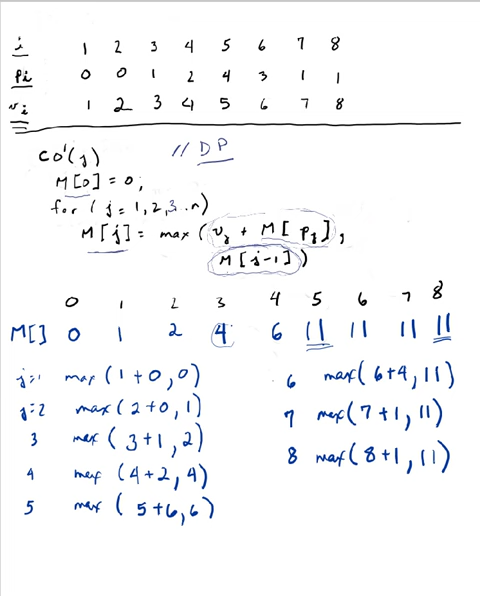 i 1 2 3 4 5 6 7 8
pi 0 0 1 2 4 3 1 1
vi 1 2 3 4 5 6 7 8
CO'(j) // DP
M[0] = 0;
for (j = 1, 2, 3..n)
M[j] = max (vj + M[pj],
M[j-1])
0 1 2 3 4 5 6 7 8
M[] 0 1 2 4 6 11 11 11 11
j=1 max (1+0, 0) 6 max(6+4, 11)
j=2 max (2+0, 1) 7 max(7+1, 11)
3 max (3+1, 2) 8 max(8+1, 11)
4 max (4+2, 4)
5 max (5+6, 6)